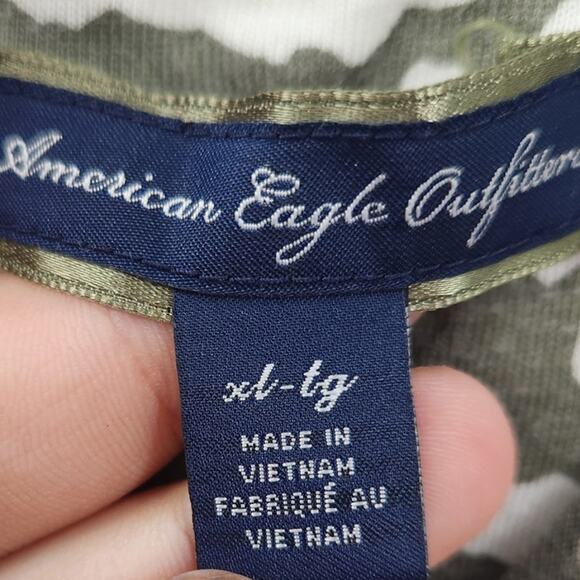 American Eagle Outfitters
xl-tg
MADE IN
VIETNAM
FABRIQUÉ AU
VIETNAM